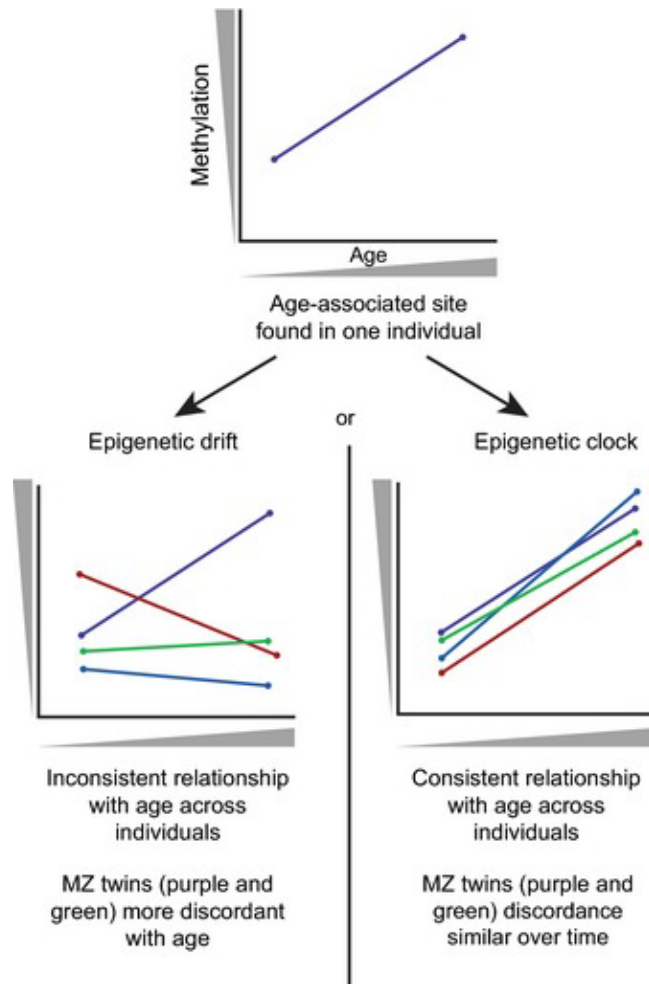 Methylation
Age
Age-associated site
found in one individual
or
Epigenetic drift
Inconsistent relationship
with age across
individuals
MZ twins (purple and
green) more discordant
with age
Epigenetic clock
Consistent relationship
with age across
individuals
MZ twins (purple and
green) discordance
similar over time